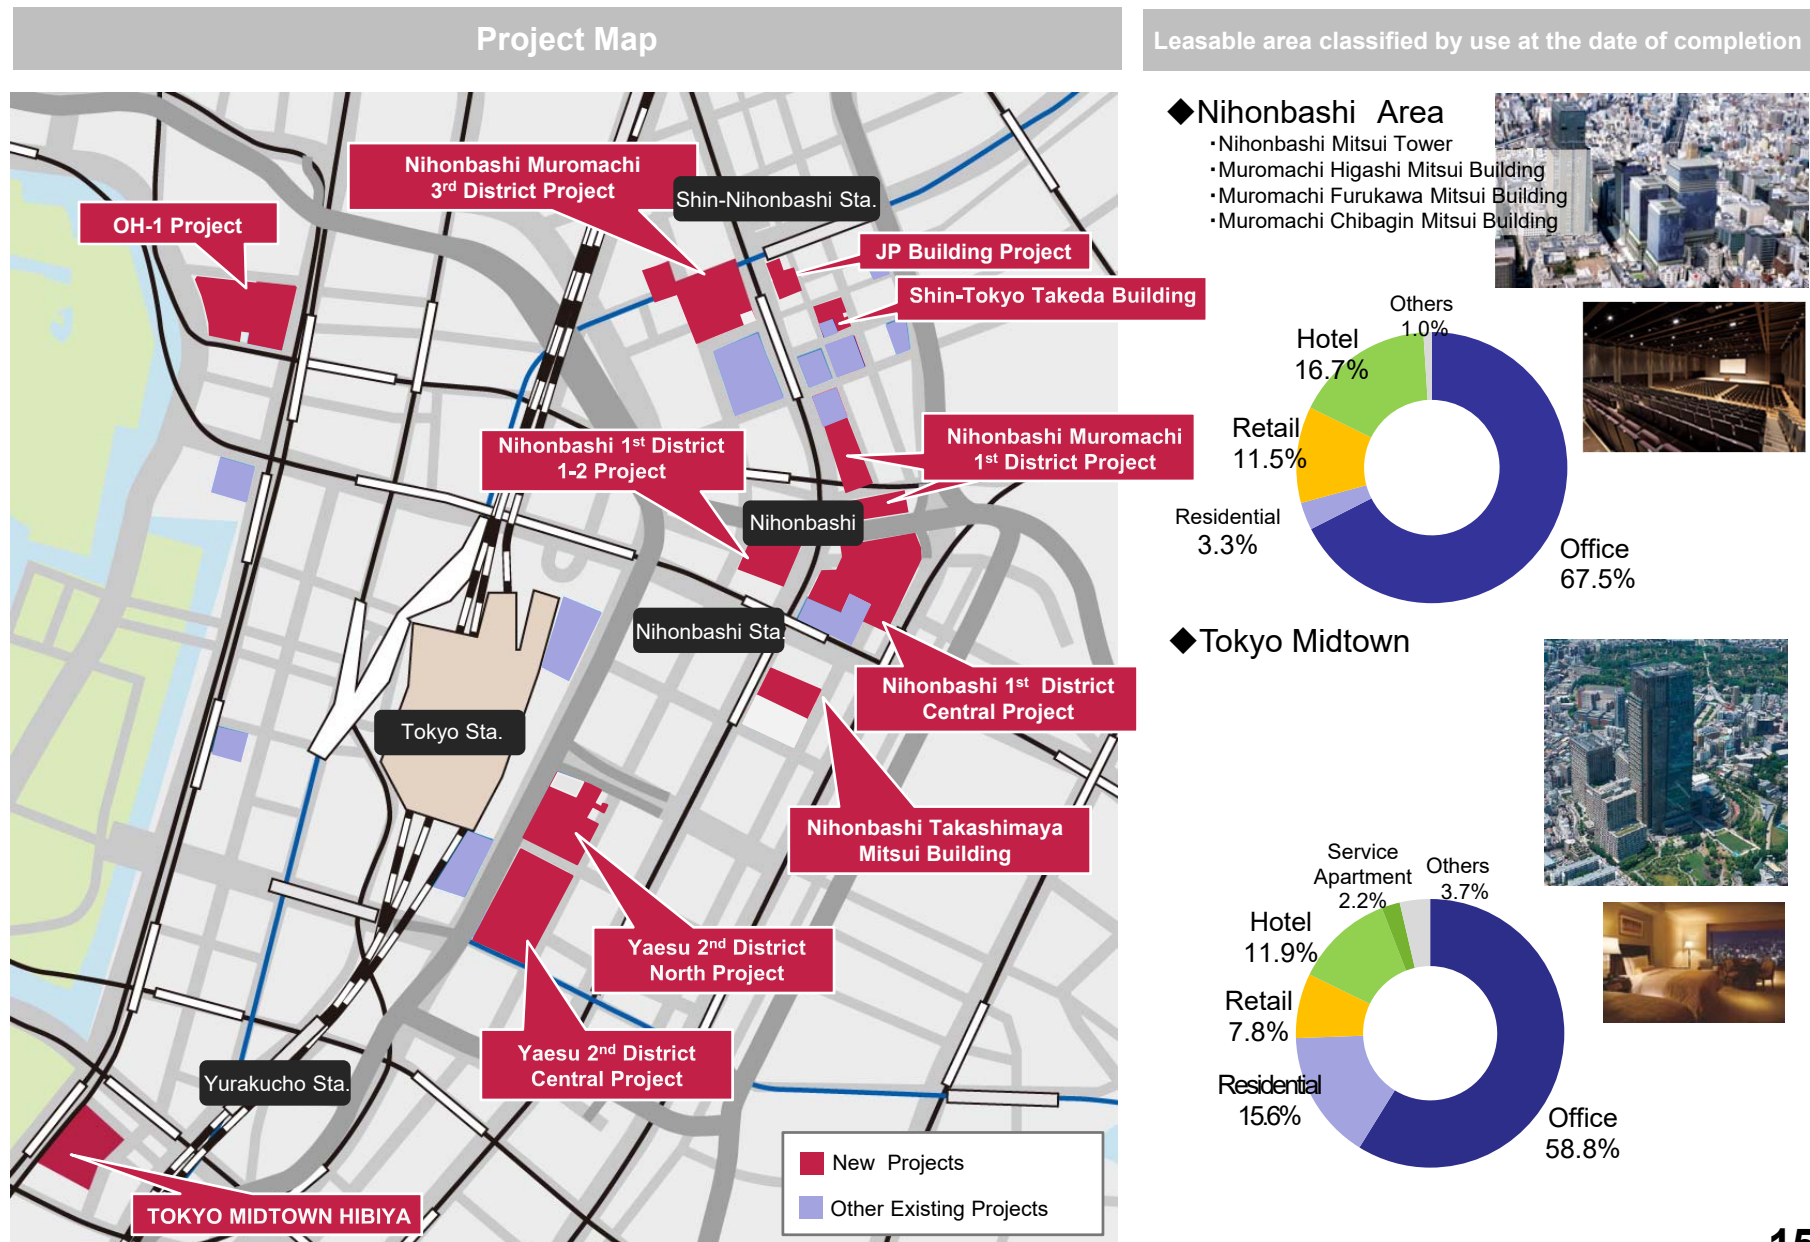 Project Map
Leasable area classified by use at the date of completion
Nihonbashi Muromachi
3rd District Project
Shin-Nihonbashi Sta.
OH-1 Project
JP Building Project
Shin-Tokyo Takeda Building
Nihonbashi 1st District
1-2 Project
Nihonbashi Muromachi
1st District Project
Nihonbashi
Nihonbashi Sta.
Nihonbashi 1st District
Central Project
Tokyo Sta.
Nihonbashi Takashimaya
Mitsui Building
Yaesu 2nd District
North Project
Yaesu 2nd District
Central Project
Yurakucho Sta.
TOKYO MIDTOWN HIBIYA
New Projects
Other Existing Projects
◆Nihonbashi Area
・Nihonbashi Mitsui Tower
・Muromachi Higashi Mitsui Building
・Muromachi Furukawa Mitsui Building
・Muromachi Chibagin Mitsui Building
Others
1.0%
Hotel
16.7%
Retail
11.5%
Residential
3.3%
Office
67.5%
◆Tokyo Midtown
Service
Apartment
2.2%
Others
3.7%
Hotel
11.9%
Retail
7.8%
Residential
15.6%
Office
58.8%
15